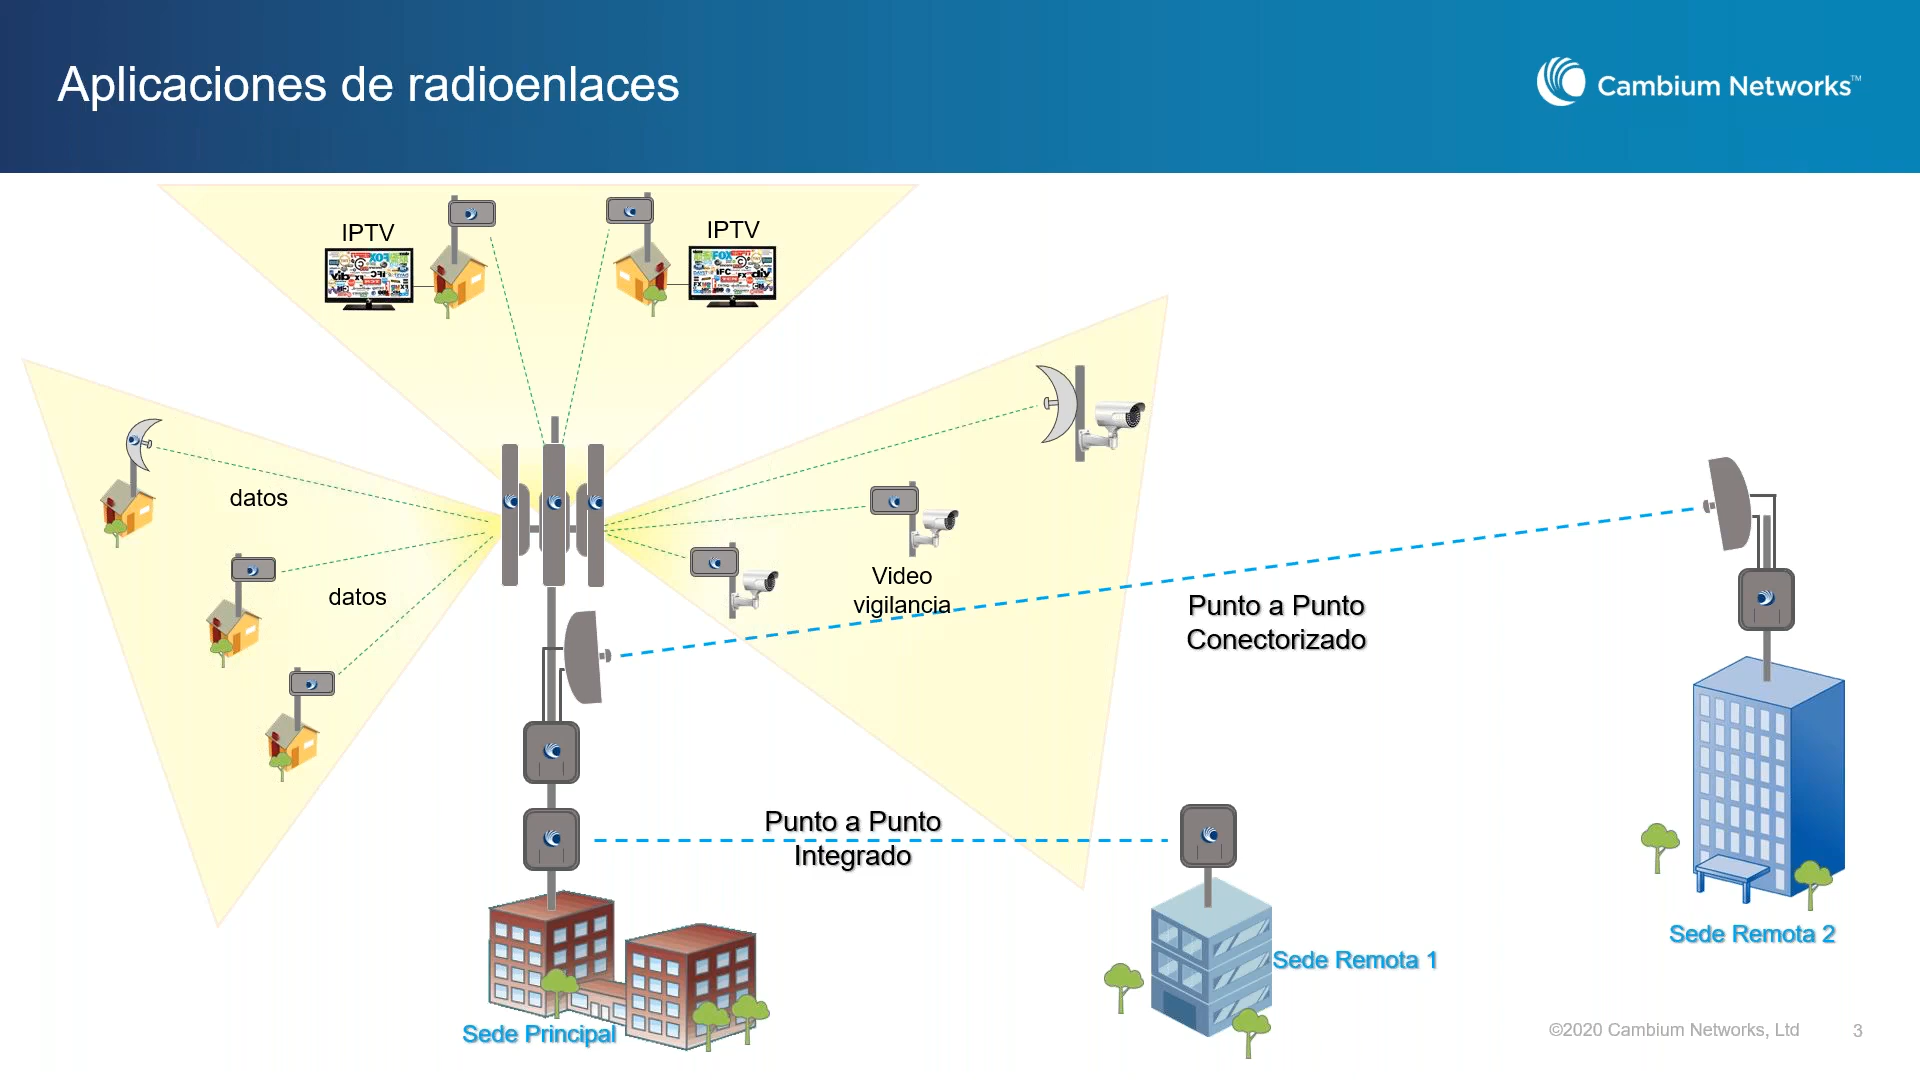 Aplicaciones de radioenlaces
Cambium Networks™
IPTV
IPTV
datos
datos
Video
vigilancia
Punto a Punto
Conectorizado
Punto a Punto
Integrado
Sede Principal
Sede Remota 1
Sede Remota 2
©2020 Cambium Networks, Ltd
3